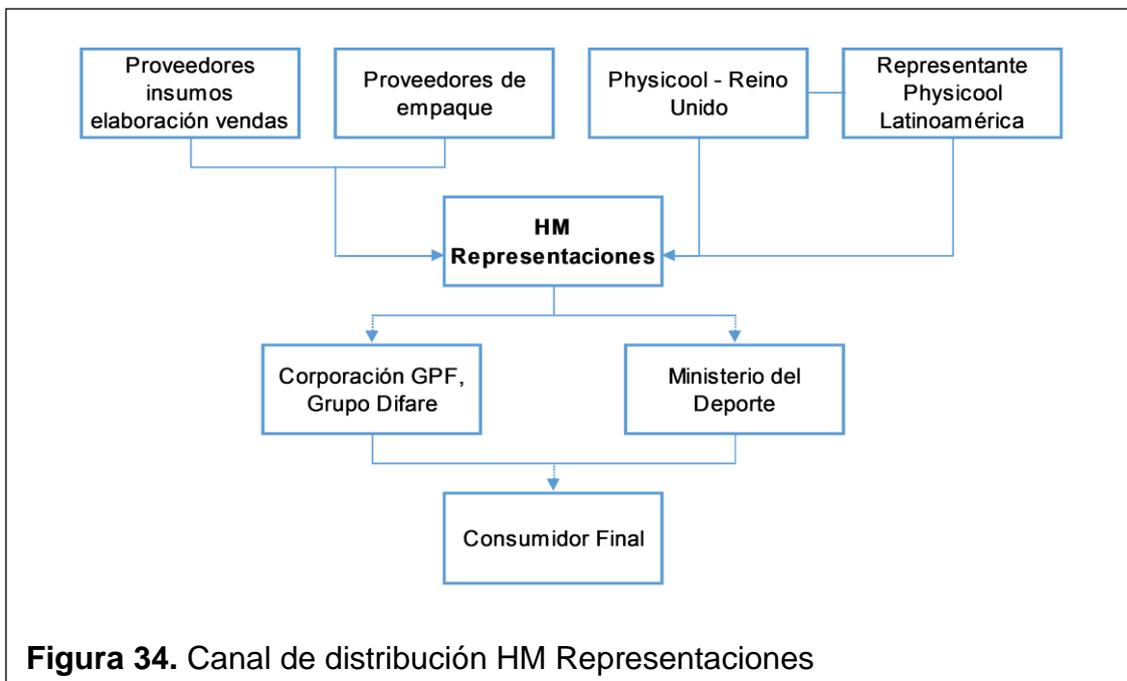 Proveedores
insumos
elaboración vendas
Proveedores de
empaque
Physicool - Reino
Unido
Representante
Physicool
Latinoamérica
HM
Representaciones
Corporación GPF,
Grupo Difare
Ministerio del
Deporte
Consumidor Final
Figura 34. Canal de distribución HM Representaciones